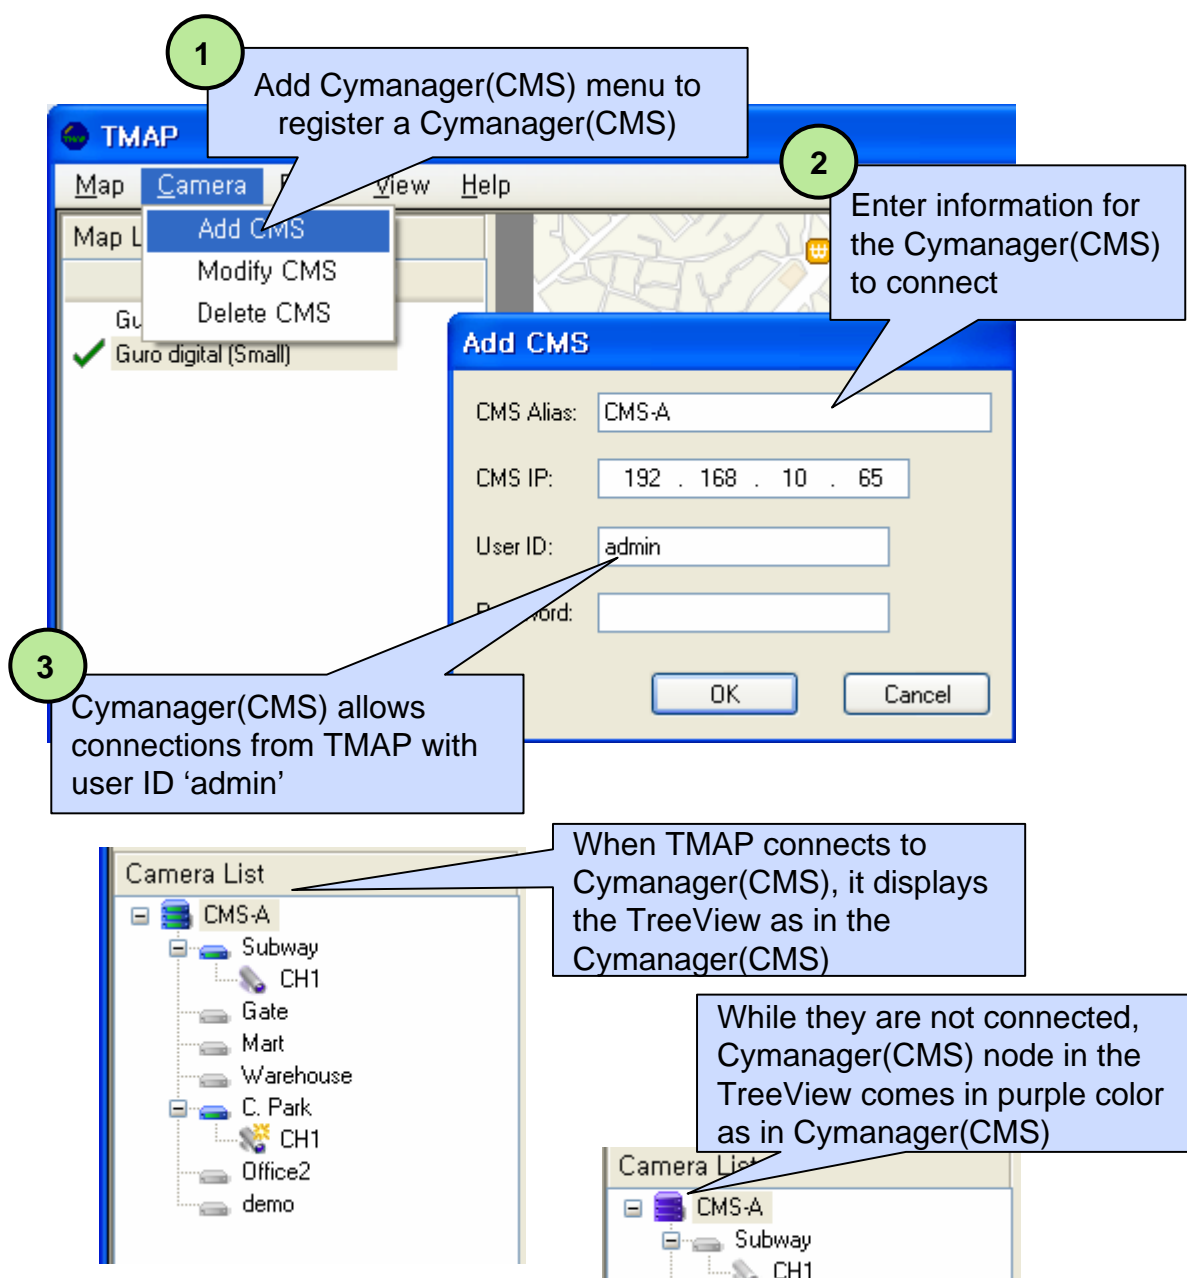 1
Add Cymanager(CMS) menu to
register a Cymanager(CMS)
TMAP
2
Map Camera View Help
Enter information for
the Cymanager(CMS)
to connect
Map L
Add CMS
Modify CMS
Delete CMS
Gu
Guro digital (Small)
Add CMS
CMS Alias: CMS-A
CMS IP: 192 . 168 . 10 . 65
User ID: admin
3
OK Cancel
Cymanager(CMS) allows
connections from TMAP with
user ID ‘admin’
When TMAP connects to
Cymanager(CMS), it displays
the TreeView as in the
Cymanager(CMS)
Camera List
CMS-A
Subway
CH1
Gate
Mart
Warehouse
C. Park
CH1
Office2
demo
While they are not connected,
Cymanager(CMS) node in the
TreeView comes in purple color
as in Cymanager(CMS)
Camera List
CMS-A
Subway
CH1